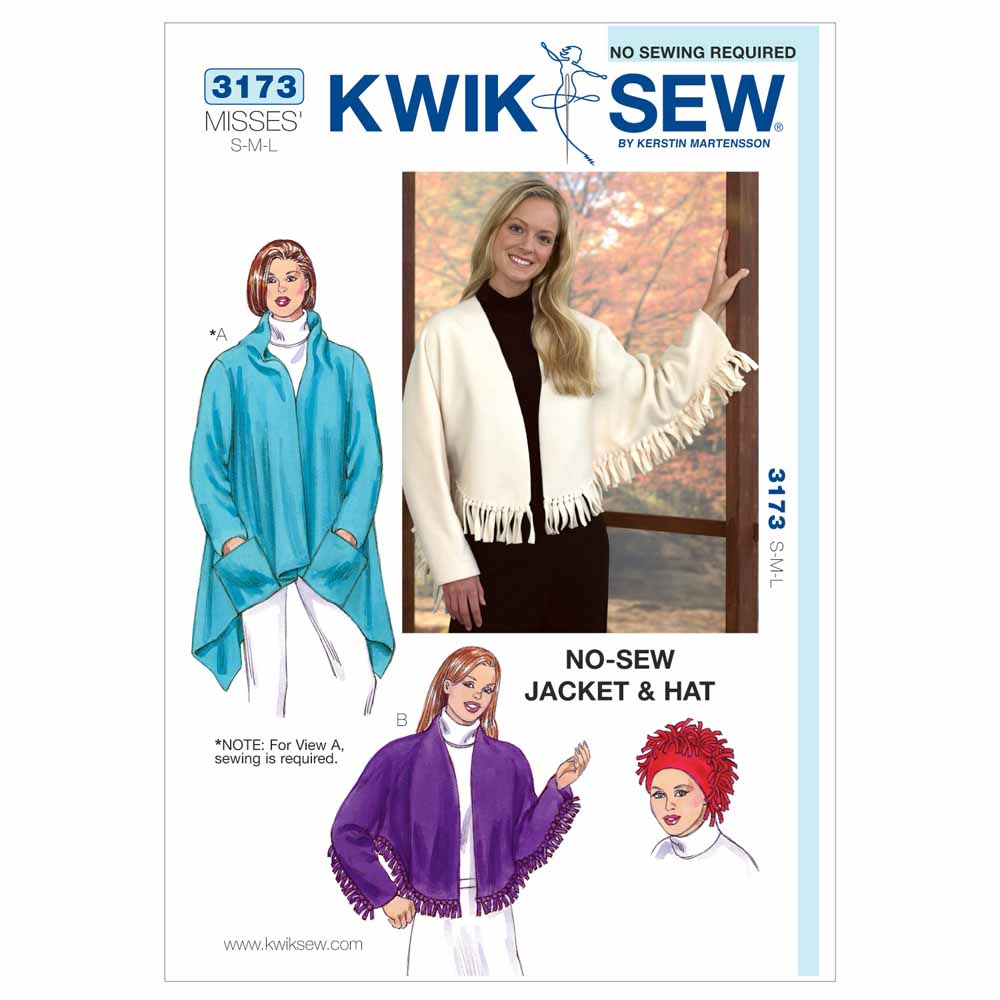 NO SEWING REQUIRED
3173
MISSES'
S-M-L
KWIK SEW®
BY KERSTIN MARTENSSON
*A
3173 S-M-L
NO-SEW
JACKET & HAT
B
*NOTE: For View A,
sewing is required.
www.kwiksew.com